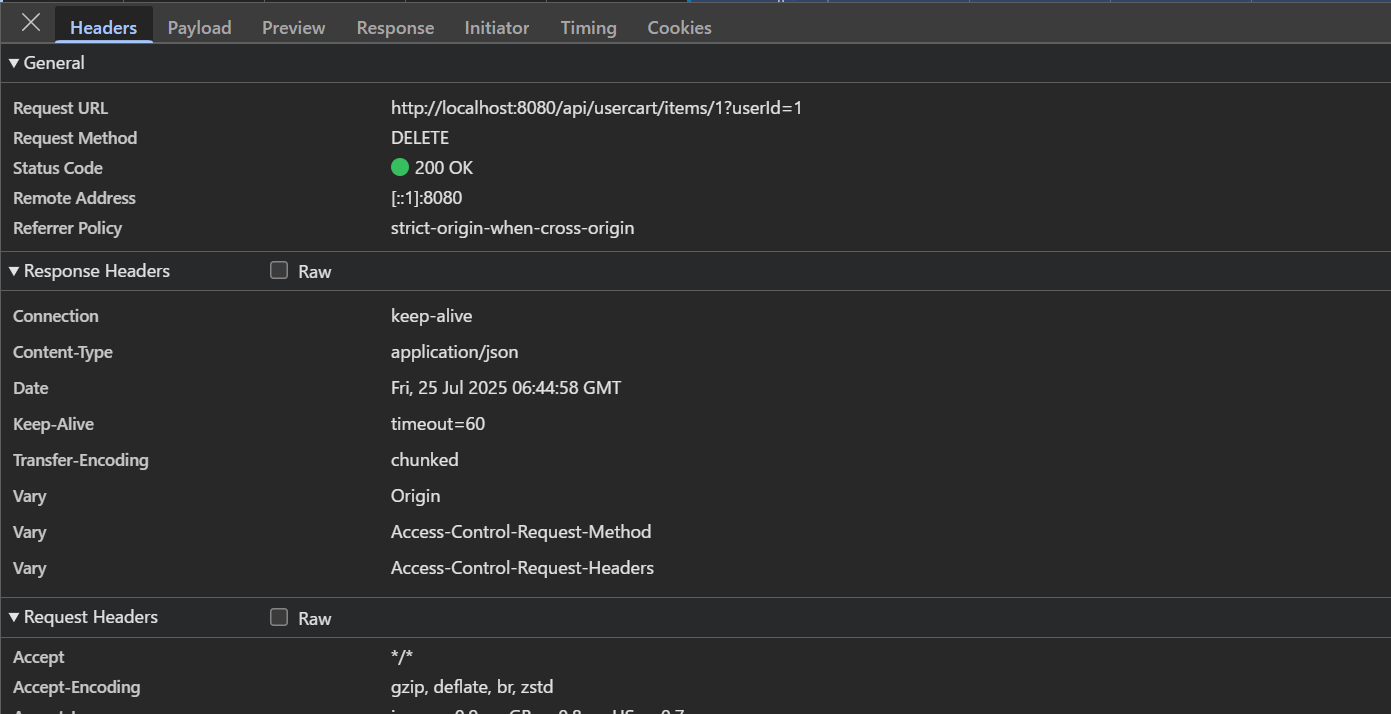 Headers Payload Preview Response Initiator Timing Cookies
▼ General
Request URL http://localhost:8080/api/usercart/items/1?userId=1
Request Method DELETE
Status Code 200 OK
Remote Address [::1]:8080
Referrer Policy strict-origin-when-cross-origin
▼ Response Headers Raw
Connection keep-alive
Content-Type application/json
Date Fri, 25 Jul 2025 06:44:58 GMT
Keep-Alive timeout=60
Transfer-Encoding chunked
Vary Origin
Vary Access-Control-Request-Method
Vary Access-Control-Request-Headers
▼ Request Headers Raw
Accept */*
Accept-Encoding gzip, deflate, br, zstd